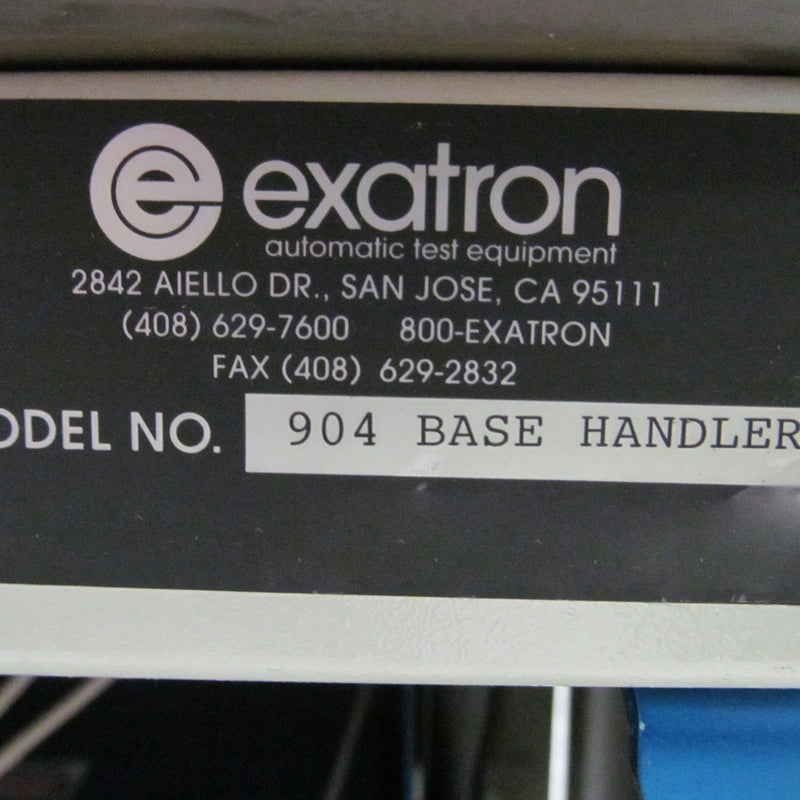 e exatron
automatic test equipment
2842 AIELLO DR., SAN JOSE, CA 95111
(408) 629-7600 800-EXATRON
FAX (408) 629-2832
ODEL NO. 904 BASE HANDLER